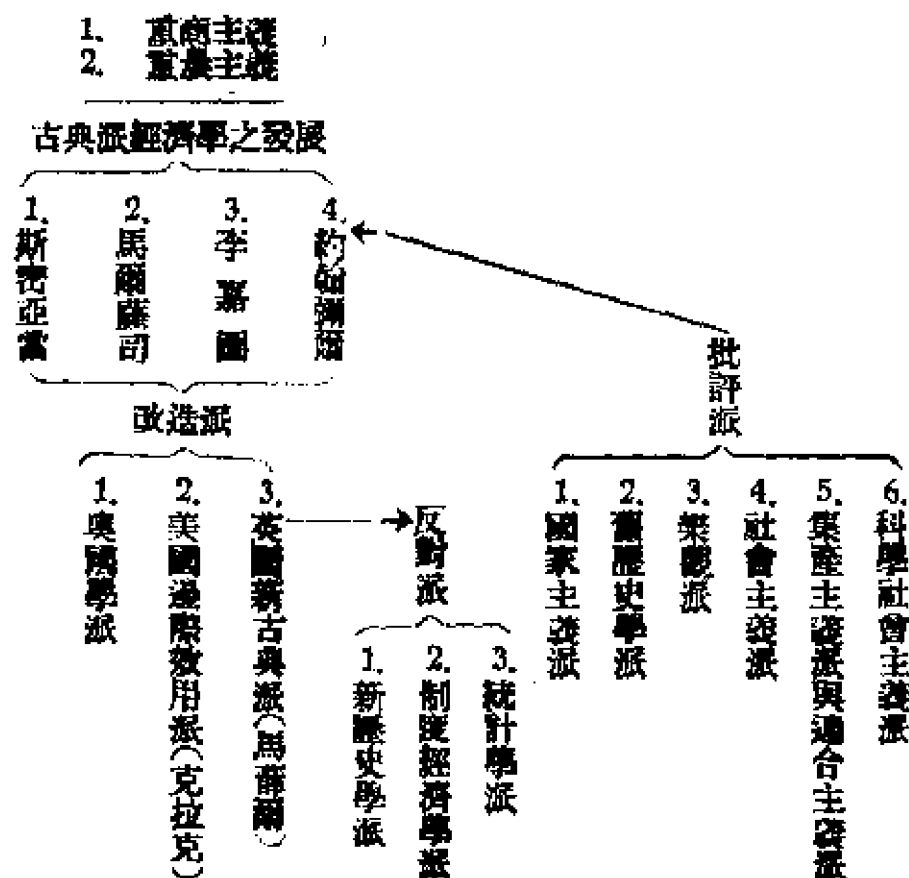 1. 重商主義
2. 重農主義
古典派經濟學之發展
1. 斯密亞當
2. 馬爾薩司
3. 李嘉圖
4. 約翰彌爾
批評派
1. 國家主義派
2. 舊歷史學派
3. 樂觀派
4. 社會主義派
5. 集產主義派與適合主義派
6. 科學社會主義派
改造派
1. 奧國學派
2. 美國邊際效用派(克拉克)
3. 英國新古典派(馬薛爾)
反對派
1. 新歷史學派
2. 制度經濟學派
3. 統計學派